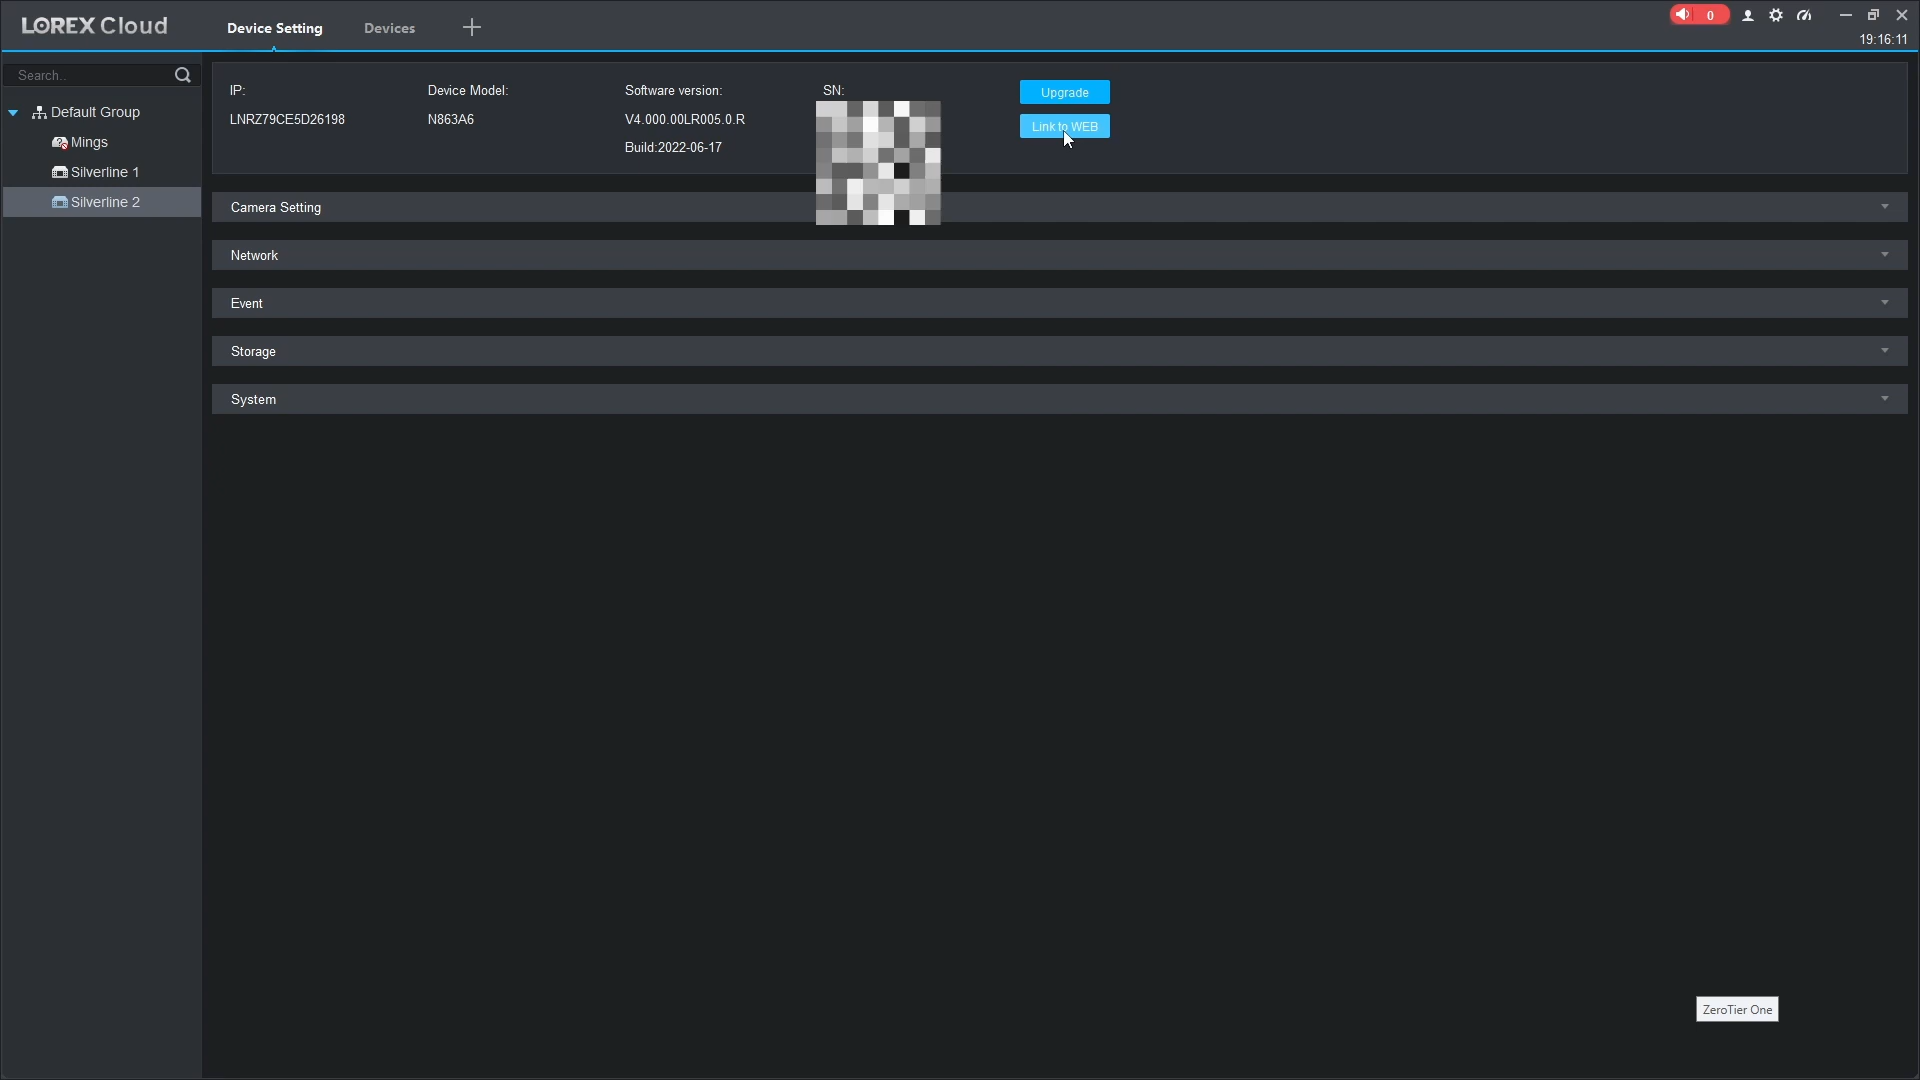 LOREX Cloud
Device Setting
Devices
0
19:16:11
Search..
Default Group
Mings
Silverline 1
Silverline 2
IP:
LNRZ79CE5D26198
Device Model:
N863A6
Software version:
V4.000.00LR005.0.R
Build:2022-06-17
SN:
Upgrade
Link to WEB
Camera Setting
Network
Event
Storage
System
ZeroTier One